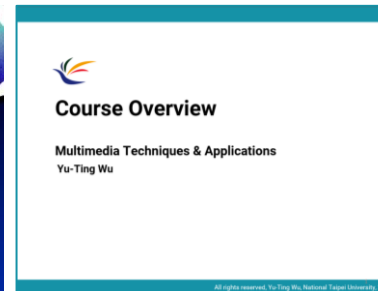 Course Overview
Multimedia Techniques & Applications
Yu-Ting Wu
All rights reserved, Yu-Ting Wu, National Taipei University.